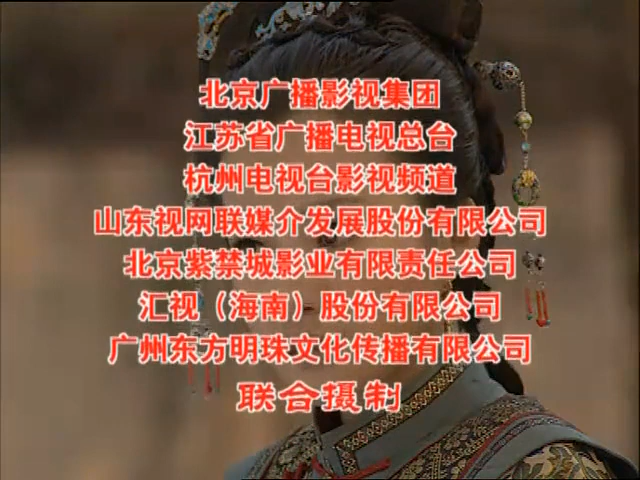 北京广播影视集团
江苏省广播电视总台
杭州电视台影视频道
山东视网联媒介发展股份有限公司
北京紫禁城影业有限责任公司
汇视（海南）股份有限公司
广州东方明珠文化传播有限公司
联合摄制